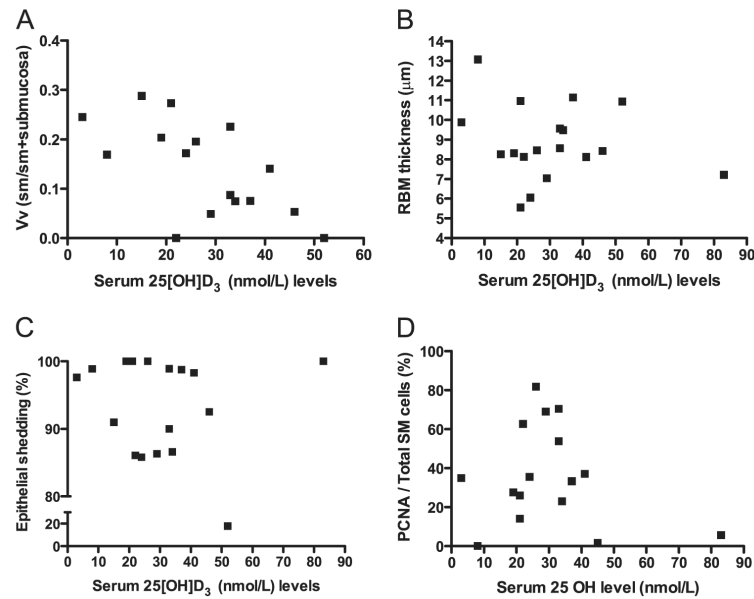 A
Vv (sm/sm+submucosa)
0.4
0.3
0.2
0.1
0.0
0 10 20 30 40 50 60
Serum 25[OH]D3 (nmol/L) levels
B
RBM thickness (μm)
14
13
12
11
10
9
8
7
6
5
4
0 10 20 30 40 50 60 70 80 90
Serum 25[OH]D3 (nmol/L) levels
C
Epithelial shedding (%)
100
90
80
20
0
0 10 20 30 40 50 60 70 80 90
Serum 25[OH]D3 (nmol/L) levels
D
PCNA / Total SM cells (%)
100
80
60
40
20
0
0 10 20 30 40 50 60 70 80 90
Serum 25 OH level (nmol/L)